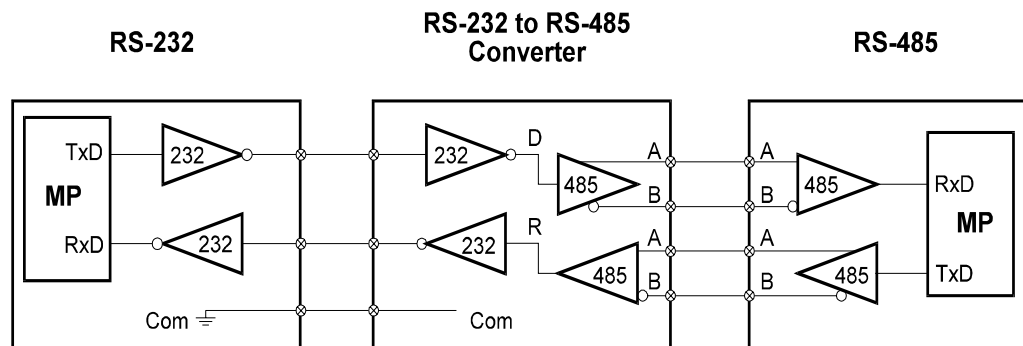 RS-232
RS-232 to RS-485
Converter
RS-485
TxD
MP
RxD
232
232
232
D
485
R
232
485
A
B
A
B
A
B
A
B
485
485
RxD
MP
TxD
Com
Com